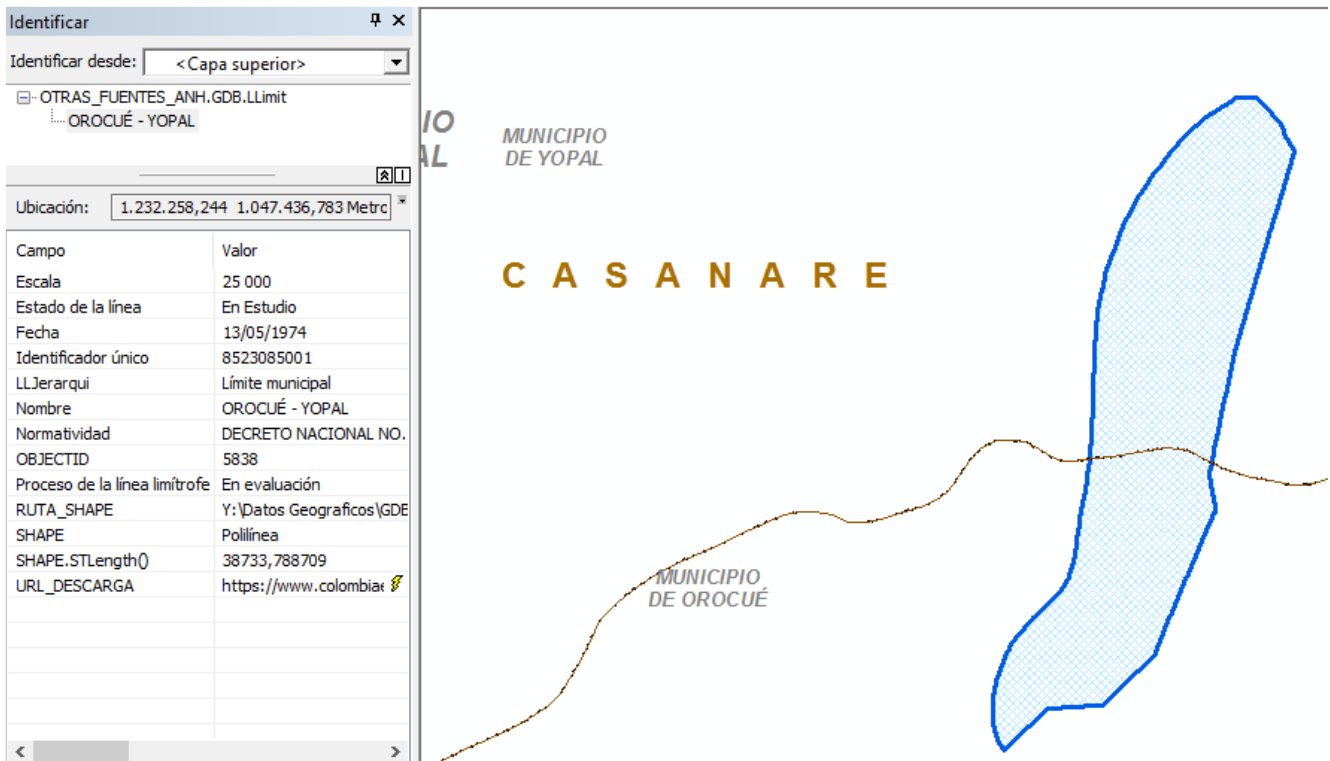 Identificar
Identificar desde: <Capa superior>
OTRAS_FUENTES_ANH.GDB.LLimit
OROCUÉ - YOPAL
Ubicación: 1.232.258,244 1.047.436,783 Metro
Campo Valor
Escala 25 000
Estado de la línea En Estudio
Fecha 13/05/1974
Identificador único 8523085001
LLJerarqui Límite municipal
Nombre OROCUÉ - YOPAL
Normatividad DECRETO NACIONAL NO.
OBJECTID 5838
Proceso de la línea limítrofe En evaluación
RUTA_SHAPE Y:\Datos Geograficos\GDB
SHAPE Polilínea
SHAPE.STLength() 38733,788709
URL_DESCARGA https://www.colombiae
IO
AL
MUNICIPIO
DE YOPAL
CASANARE
MUNICIPIO
DE OROCUÉ